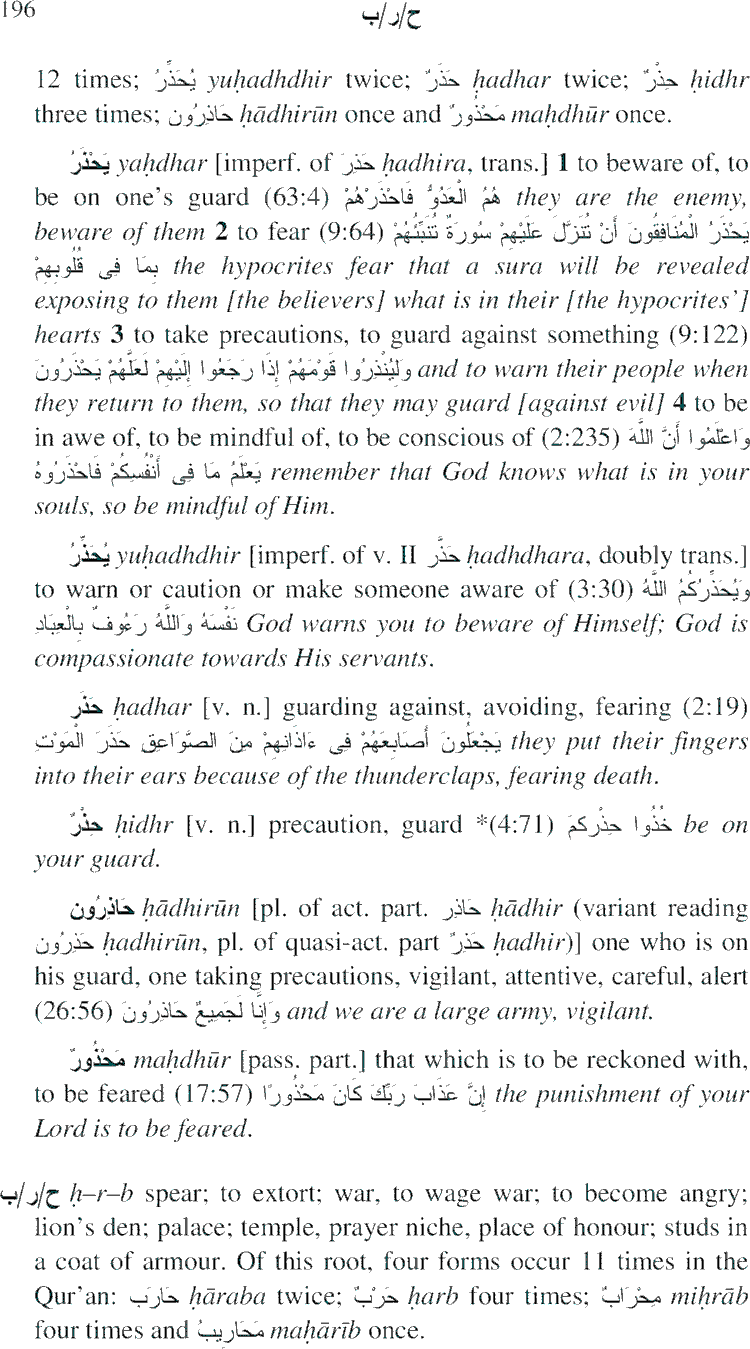 196 ح/ر/ب
12 times; يُحَذِّرُ yuḥadhdhir twice; حَذَرٌ ḥadhar twice; حِذْرٌ ḥidhr
three times; حَاذِرُون ḥādhirūn once and مَحْذُورٌ maḥdhūr once.
يَحْذَرُ yaḥdhar [imperf. of حَذِرَ ḥadhira, trans.] 1 to beware of, to
be on one’s guard (63:4) هُمُ الْعَدُوُّ فَاحْذَرْهُمْ they are the enemy,
beware of them 2 to fear (9:64) يَحْذَرُ الْمُنَافِقُونَ أَنْ تُنَزَّلَ عَلَيْهِمْ سُورَةٌ تُنَبِّئُهُمْ
بِمَا فِى قُلُوبِهِمْ the hypocrites fear that a sura will be revealed
exposing to them [the believers] what is in their [the hypocrites’]
hearts 3 to take precautions, to guard against something (9:122)
وَلِيُنْذِرُوا قَوْمَهُمْ إِذَا رَجَعُوا إِلَيْهِمْ لَعَلَّهُمْ يَحْذَرُونَ and to warn their people when
they return to them, so that they may guard [against evil] 4 to be
in awe of, to be mindful of, to be conscious of (2:235) وَاعْلَمُوا أَنَّ اللَّهَ
يَعْلَمُ مَا فِى أَنْفُسِكُمْ فَاحْذَرُوهُ remember that God knows what is in your
souls, so be mindful of Him.
يُحَذِّرُ yuḥadhdhir [imperf. of v. II حَذَّر ḥadhdhara, doubly trans.]
to warn or caution or make someone aware of (3:30) وَيُحَذِّرُكُمُ اللَّهُ
نَفْسَهُ وَاللَّهُ رَءُوفٌ بِالْعِبَادِ God warns you to beware of Himself; God is
compassionate towards His servants.
حَذَر ḥadhar [v. n.] guarding against, avoiding, fearing (2:19)
يَجْعَلُونَ أَصَابِعَهُمْ فِى ءَاذَانِهِمْ مِنَ الصَّوَاعِقِ حَذَرَ الْمَوْتِ they put their fingers
into their ears because of the thunderclaps, fearing death.
حِذْرٌ ḥidhr [v. n.] precaution, guard *(4:71) خُذُوا حِذْرَكمَ be on
your guard.
حَاذِرُون ḥādhirūn [pl. of act. part. حَاذِر ḥādhir (variant reading
حَذِرُون ḥadhirūn, pl. of quasi-act. part حَذِرٌ ḥadhir)] one who is on
his guard, one taking precautions, vigilant, attentive, careful, alert
(26:56) وَإِنَّا لَجَمِيعٌ حَاذِرُونَ and we are a large army, vigilant.
مَحْذُورٌ maḥdhūr [pass. part.] that which is to be reckoned with,
to be feared (17:57) إِنَّ عَذَابَ رَبِّكَ كَانَ مَحْذُورًا the punishment of your
Lord is to be feared.
ح/ر/ب ḥ–r–b spear; to extort; war, to wage war; to become angry;
lion’s den; palace; temple, prayer niche, place of honour; studs in
a coat of armour. Of this root, four forms occur 11 times in the
Qur’an: حَارَب ḥāraba twice; حَرْبٌ ḥarb four times; مِحْرَابٌ miḥrāb
four times and مَحَارِيبُ maḥārīb once.